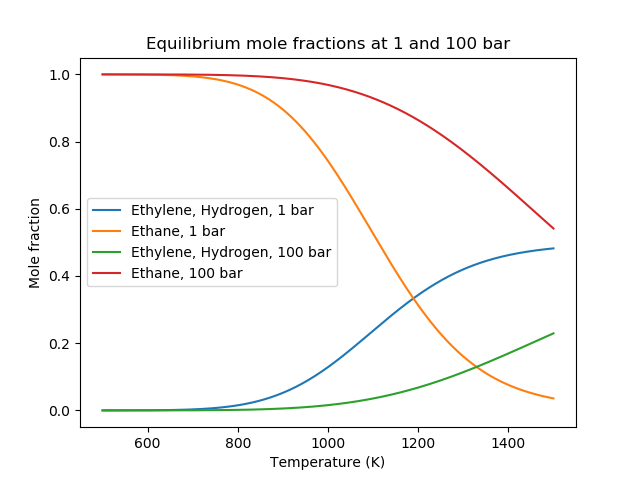 Equilibrium mole fractions at 1 and 100 bar
1.0
0.8
0.6
0.4
0.2
0.0
Mole fraction
Ethylene, Hydrogen, 1 bar
Ethane, 1 bar
Ethylene, Hydrogen, 100 bar
Ethane, 100 bar
600 800 1000 1200 1400
Temperature (K)